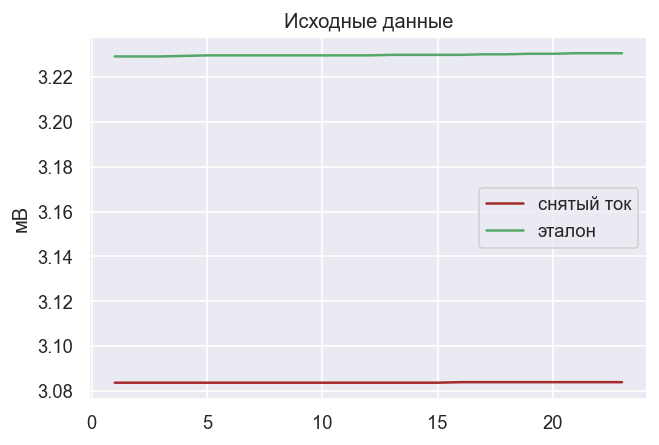 Исходные данные
3.22
3.20
3.18
3.16
3.14
3.12
3.10
3.08
мВ
снятый ток
эталон
0 5 10 15 20